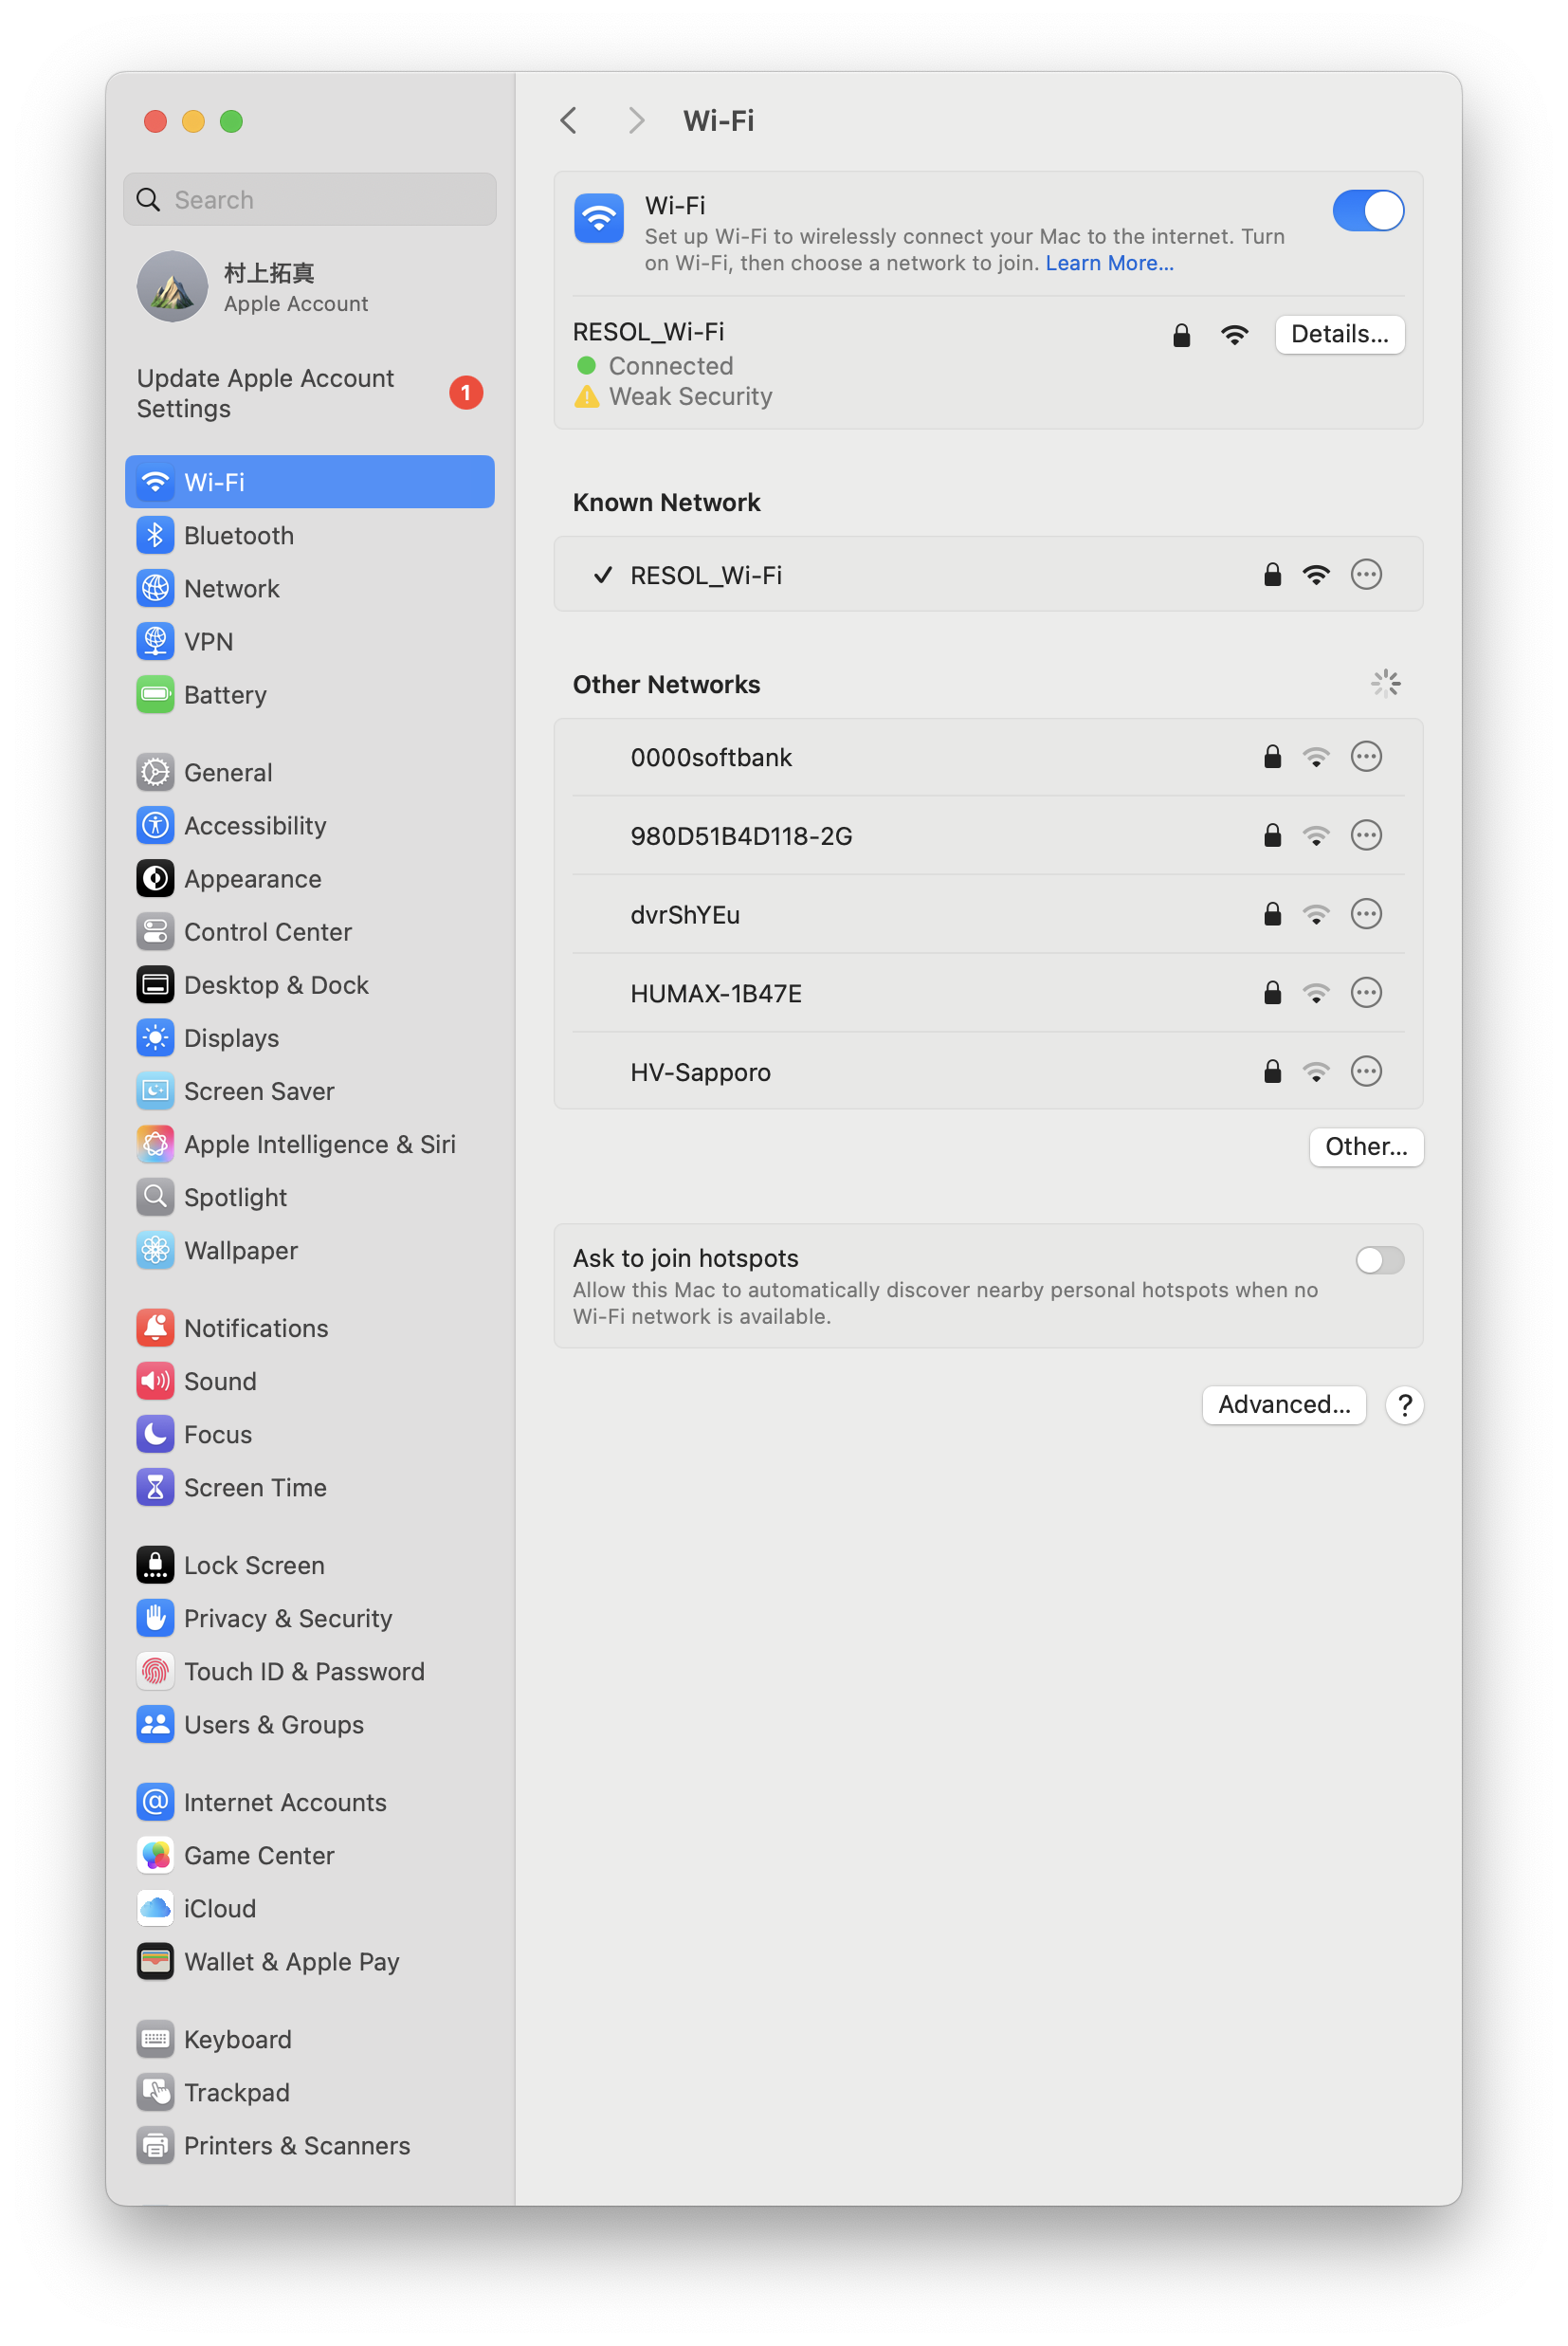 Search
村上拓真
Apple Account
Update Apple Account
Settings
1
Wi-Fi
Bluetooth
Network
VPN
Battery
General
Accessibility
Appearance
Control Center
Desktop & Dock
Displays
Screen Saver
Apple Intelligence & Siri
Spotlight
Wallpaper
Notifications
Sound
Focus
Screen Time
Lock Screen
Privacy & Security
Touch ID & Password
Users & Groups
Internet Accounts
Game Center
iCloud
Wallet & Apple Pay
Keyboard
Trackpad
Printers & Scanners
Wi-Fi
Wi-Fi
Set up Wi-Fi to wirelessly connect your Mac to the internet. Turn
on Wi-Fi, then choose a network to join. Learn More...
RESOL_Wi-Fi
Details...
Connected
Weak Security
Known Network
RESOL_Wi-Fi
Other Networks
0000softbank
980D51B4D118-2G
dvrShYEu
HUMAX-1B47E
HV-Sapporo
Other...
Ask to join hotspots
Allow this Mac to automatically discover nearby personal hotspots when no
Wi-Fi network is available.
Advanced...
?